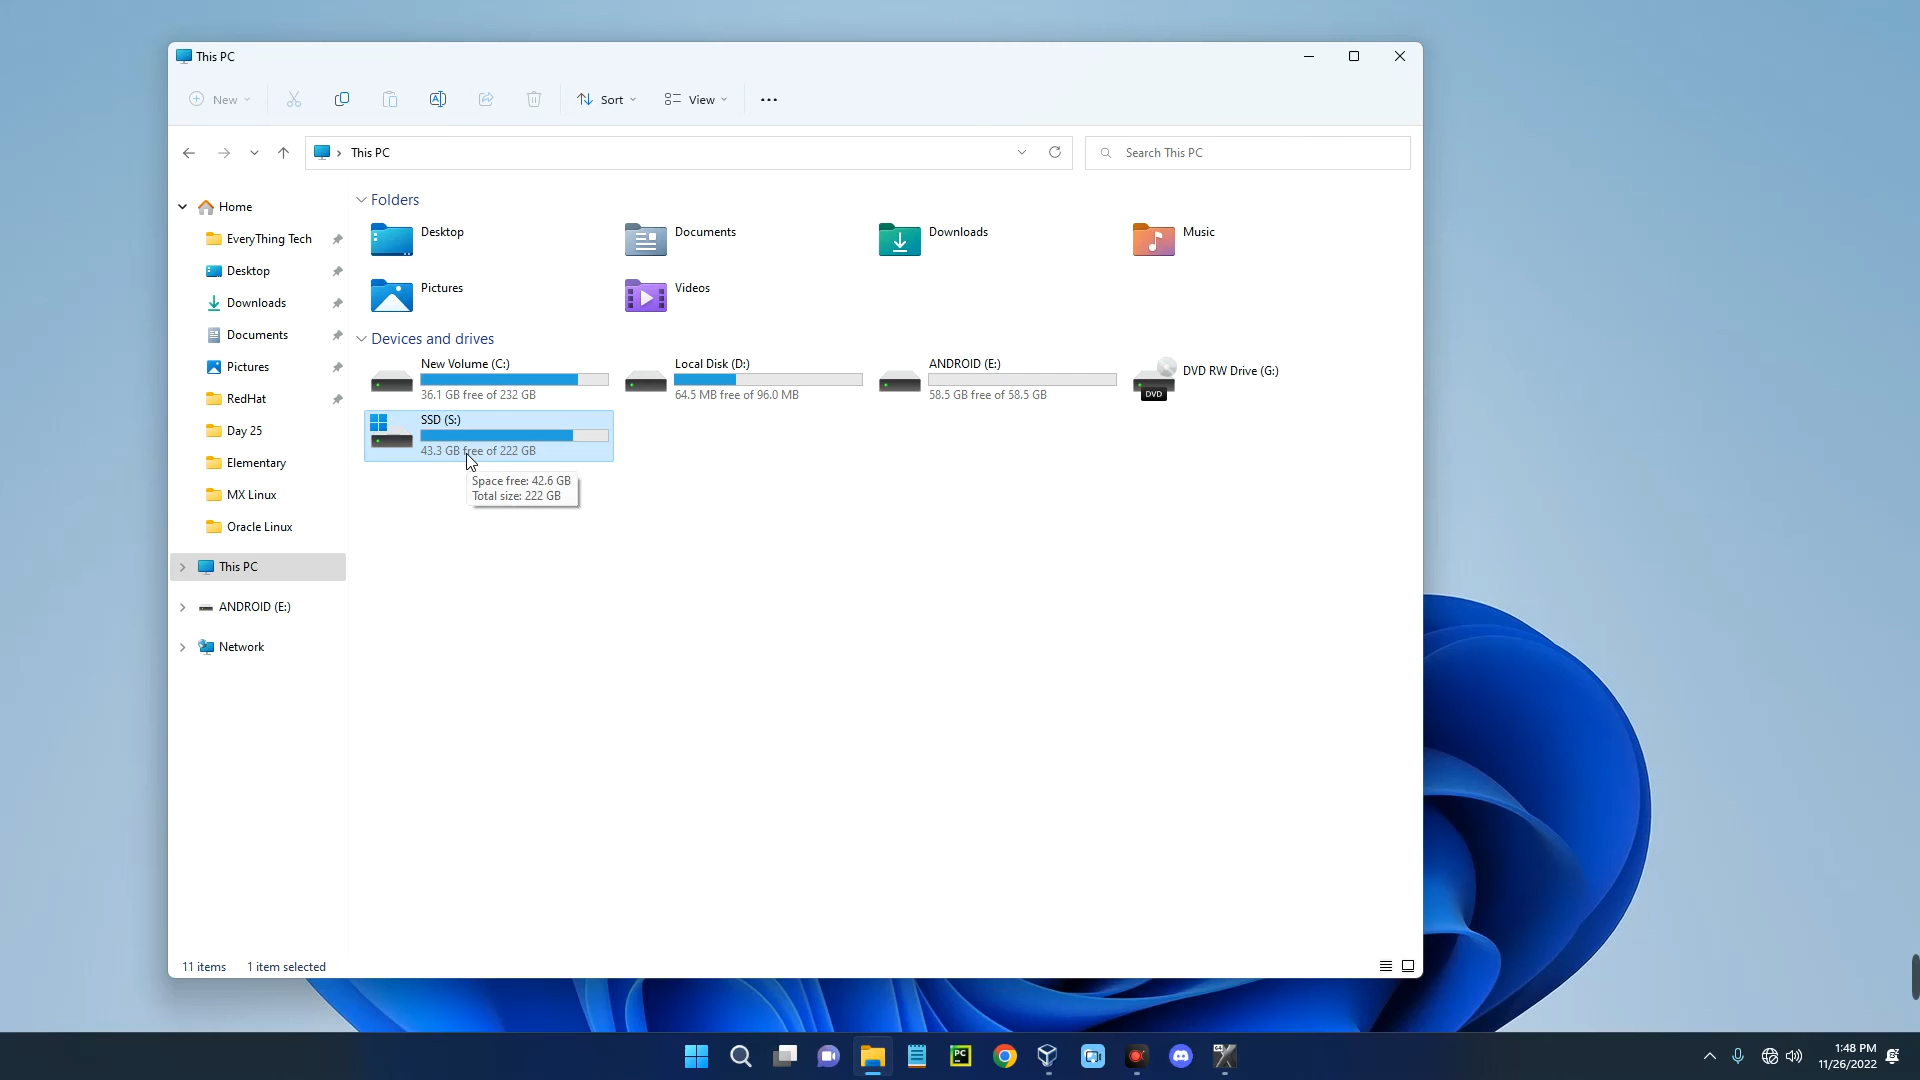 This PC
New
Sort
View
This PC
Search This PC
Home
EveryThing Tech
Desktop
Downloads
Documents
Pictures
RedHat
Day 25
Elementary
MX Linux
Oracle Linux
This PC
ANDROID (E:)
Network
Folders
Desktop
Documents
Downloads
Music
Pictures
Videos
Devices and drives
New Volume (C:)
36.1 GB free of 232 GB
Local Disk (D:)
64.5 MB free of 96.0 MB
ANDROID (E:)
58.5 GB free of 58.5 GB
DVD
DVD RW Drive (G:)
SSD (S:)
43.3 GB free of 222 GB
Space free: 42.6 GB
Total size: 222 GB
11 items
1 item selected
PC
1:48 PM
11/26/2022